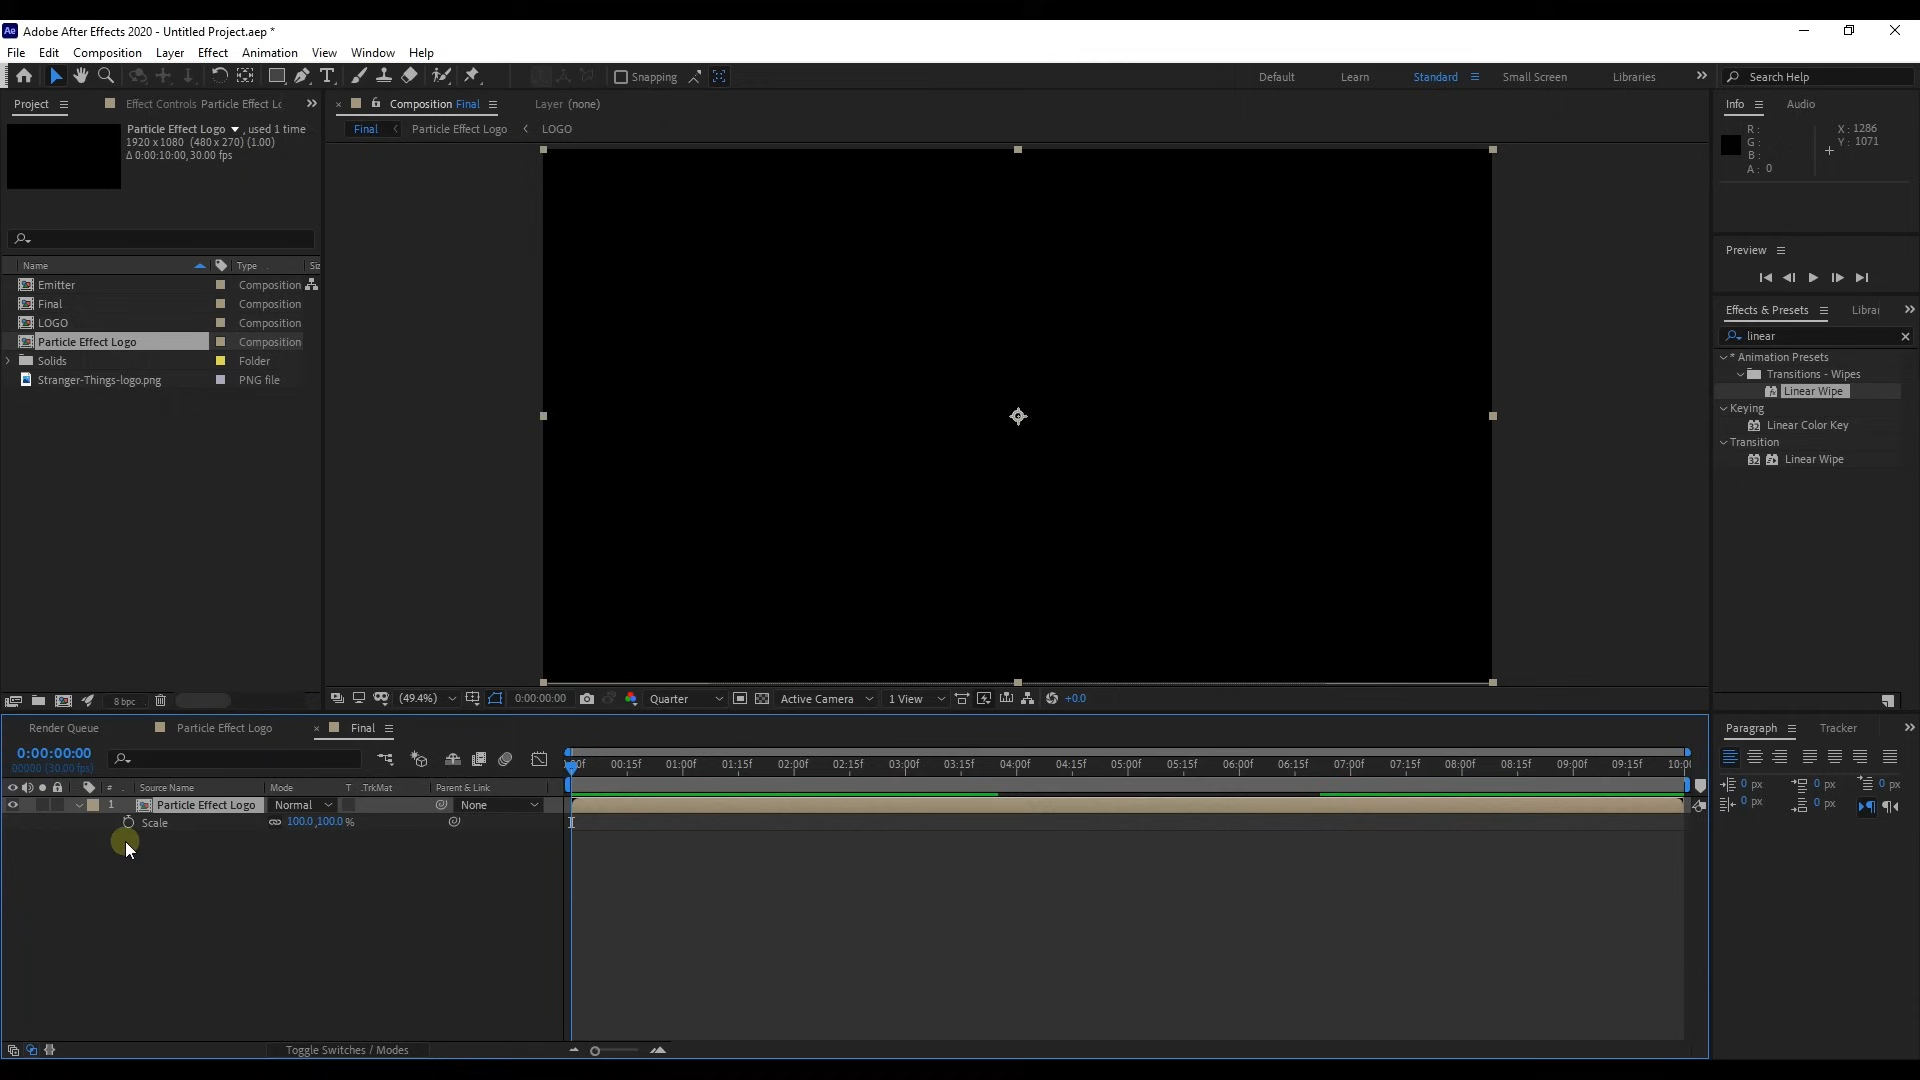 Ae Adobe After Effects 2020 - Untitled Project.aep *
File Edit Composition Layer Effect Animation View Window Help
Snapping Default Learn Standard Small Screen Libraries Search Help
Project Effect Controls Particle Effect Lc Composition Final Layer (none) Info Audio
Final Particle Effect Logo LOGO
Particle Effect Logo , used 1 time
1920 x 1080 (480 x 270) (1.00)
Δ 0:00:10:00, 30.00 fps
R :
G :
B :
A : 0
X : 1286
Y : 1071
Preview
Name Type Siz
Emitter Composition
Final Composition
LOGO Composition
Particle Effect Logo Composition
Solids Folder
Stranger-Things-logo.png PNG file
Effects & Presets Librar
linear
* Animation Presets
Transitions - Wipes
Linear Wipe
Keying
32 Linear Color Key
Transition
32 Linear Wipe
8 bpc
(49.4%) 0:00:00:00 Quarter Active Camera 1 View +0.0
Render Queue Particle Effect Logo Final
0:00:00:00
00000 (30.00 fps)
00f 00:15f 01:00f 01:15f 02:00f 02:15f 03:00f 03:15f 04:00f 04:15f 05:00f 05:15f 06:00f 06:15f 07:00f 07:15f 08:00f 08:15f 09:00f 09:15f 10:00
# Source Name Mode T .TrkMat Parent & Link
1 Particle Effect Logo Normal None
Scale 100.0 ,100.0 %
Toggle Switches / Modes
Paragraph Tracker
0 px 0 px 0 px
0 px 0 px